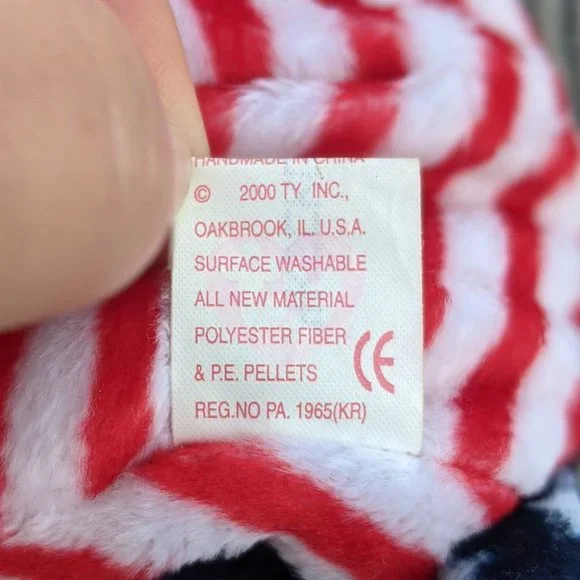 HANDMADE IN CHINA
© 2000 TY INC.,
OAKBROOK, IL. U.S.A.
SURFACE WASHABLE
ALL NEW MATERIAL
POLYESTER FIBER
& P.E. PELLETS CE
REG.NO PA. 1965(KR)